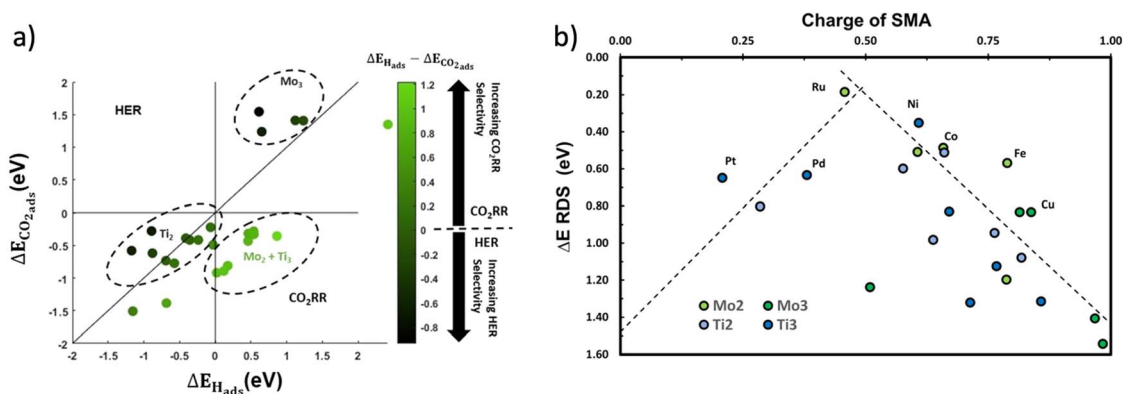 a)
ΔE_Hads − ΔE_CO2ads
2
1.5
1
0.5
0
-0.5
-1
-1.5
-2
-2
-1.5
-1
-0.5
0
0.5
1
1.5
2
ΔE_CO2ads (eV)
ΔE_Hads(eV)
HER
Mo₃
Ti₂
Mo₂ + Ti₃
CO₂RR
1.2
1
0.8
0.6
0.4
0.2
0
-0.2
-0.4
-0.6
-0.8
Increasing CO₂RR
Selectivity
CO₂RR
HER
Increasing HER
Selectivity
b)
Charge of SMA
0.00
0.25
0.50
0.75
1.00
0.00
0.20
0.40
0.60
0.80
1.00
1.20
1.40
1.60
ΔE RDS (eV)
Ru
Ni
Co
Fe
Pt
Pd
Cu
Mo2
Mo3
Ti2
Ti3